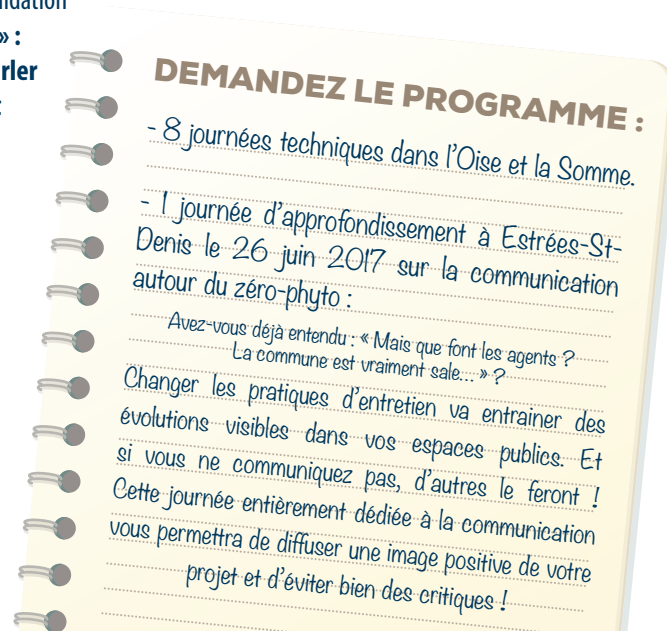 ndation
» :
rler
:
DEMANDEZ LE PROGRAMME :
- 8 journées techniques dans l'Oise et la Somme.
- 1 journée d'approfondissement à Estrées-St-
Denis le 26 juin 2017 sur la communication
autour du zéro-phyto :
Avez-vous déjà entendu : « Mais que font les agents ?
La commune est vraiment sale... » ?
Changer les pratiques d'entretien va entrainer des
évolutions visibles dans vos espaces publics. Et
si vous ne communiquez pas, d'autres le feront !
Cette journée entièrement dédiée à la communication
vous permettra de diffuser une image positive de votre
projet et d'éviter bien des critiques !